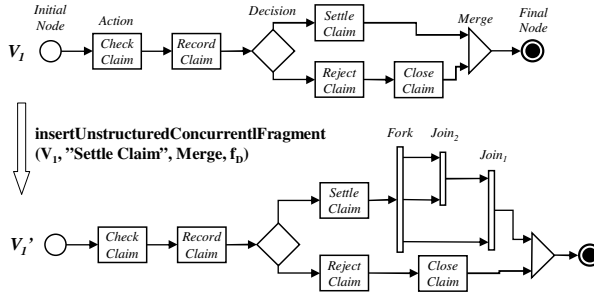 Initial
Node
Action
Decision
Merge
Final
Node
V1
Check
Claim
Record
Claim
Settle
Claim
Reject
Claim
Close
Claim
insertUnstructuredConcurrentlFragment
(V1, ”Settle Claim”, Merge, fD)
Fork
Join2
Join1
V1’
Check
Claim
Record
Claim
Settle
Claim
Reject
Claim
Close
Claim